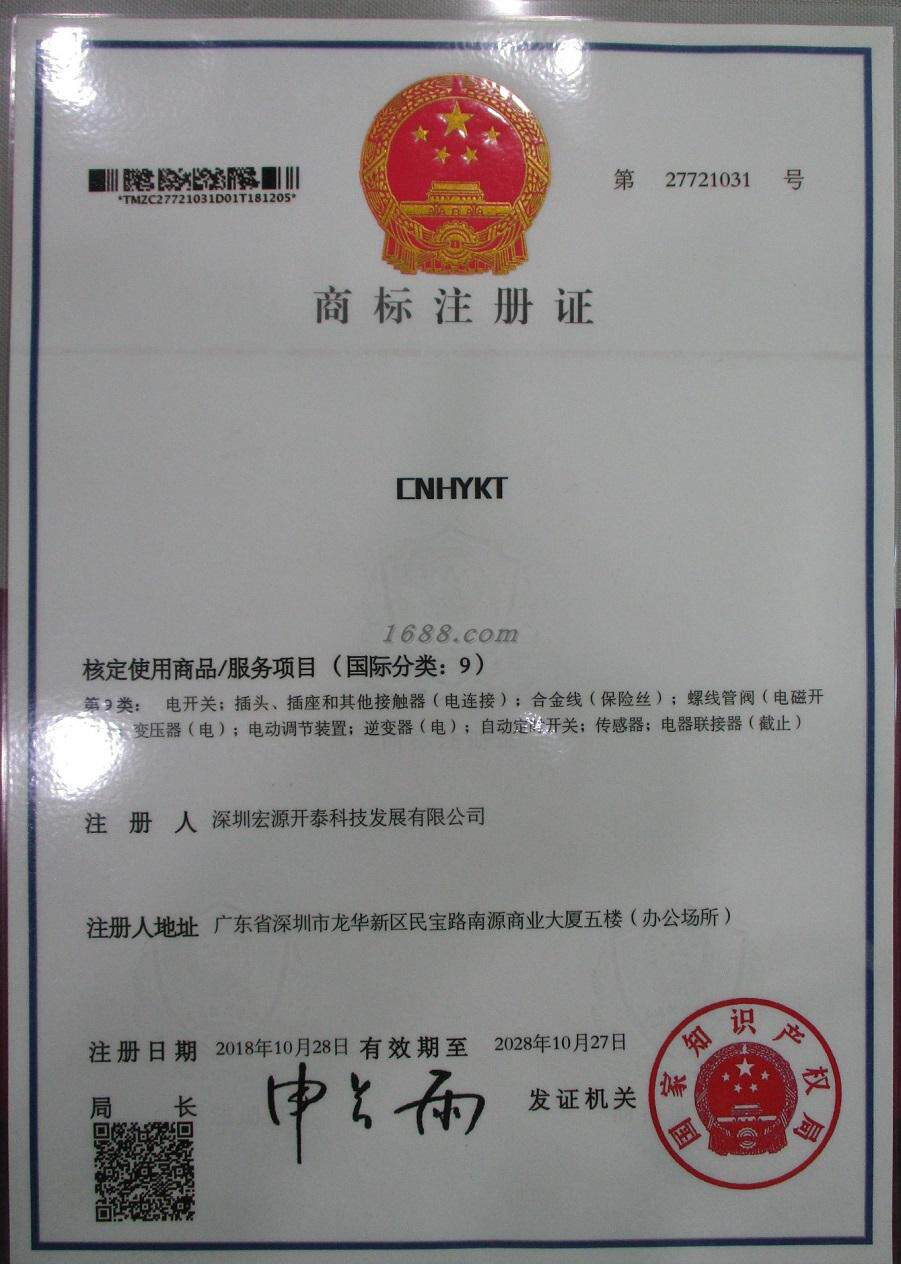 第 27721031 号
*TMZC27721031D01T181205*
商标注册证
CNHYKT
1688.com
核定使用商品/服务项目（国际分类：9）
第9类： 电开关；插头、插座和其他接触器（电连接）；合金线（保险丝）；螺线管阀（电磁开
变压器（电）；电动调节装置；逆变器（电）；自动定时开关；传感器；电器联接器（截止）
注册人 深圳宏源开泰科技发展有限公司
注册人地址 广东省深圳市龙华新区民宝路南源商业大厦五楼（办公场所）
注册日期 2018年10月28日 有效期至 2028年10月27日
局长 申长雨 发证机关
国家知识产权局